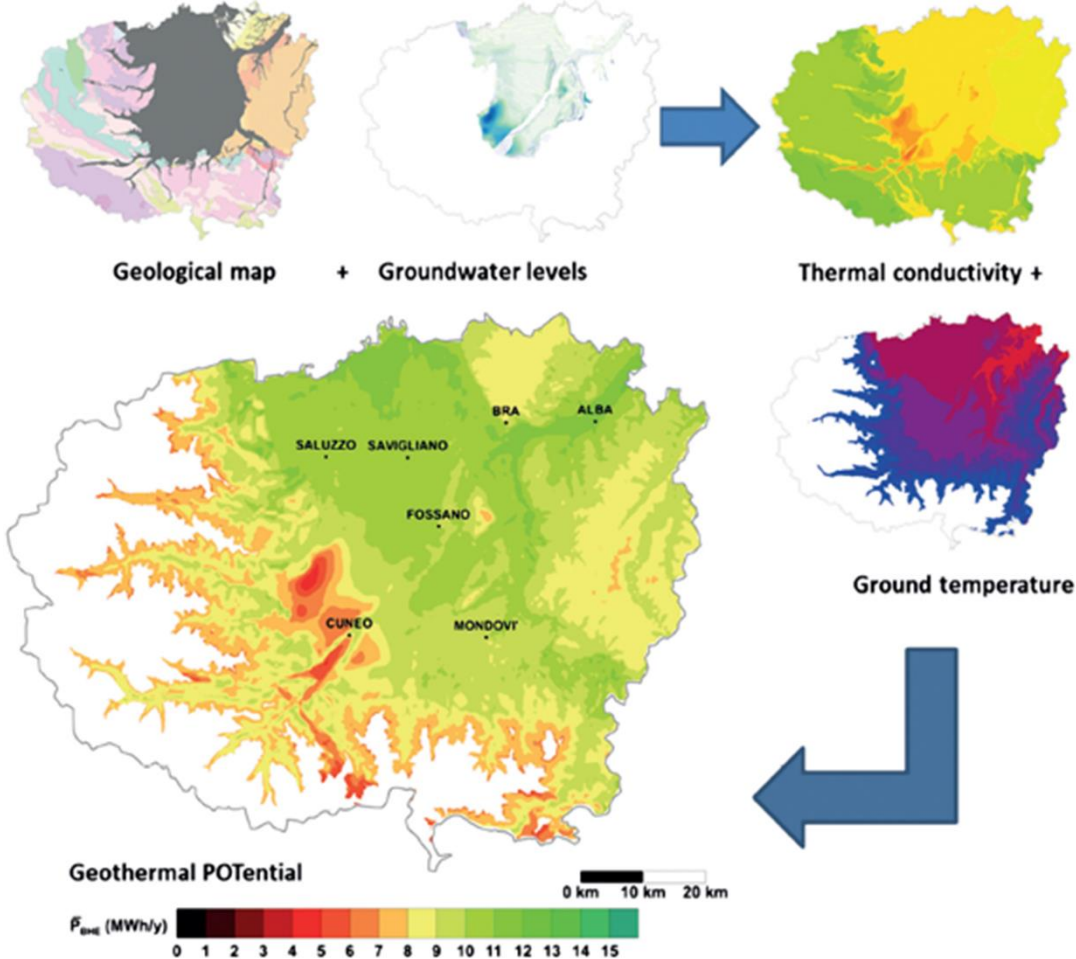 Geological map + Groundwater levels
Thermal conductivity +
BRA ALBA
SALUZZO SAVIGLIANO
FOSSANO
Ground temperature
CUNEO MONDOVI'
Geothermal POTential
0 km 10 km 20 km
P̄BHE (MWh/y)
0 1 2 3 4 5 6 7 8 9 10 11 12 13 14 15